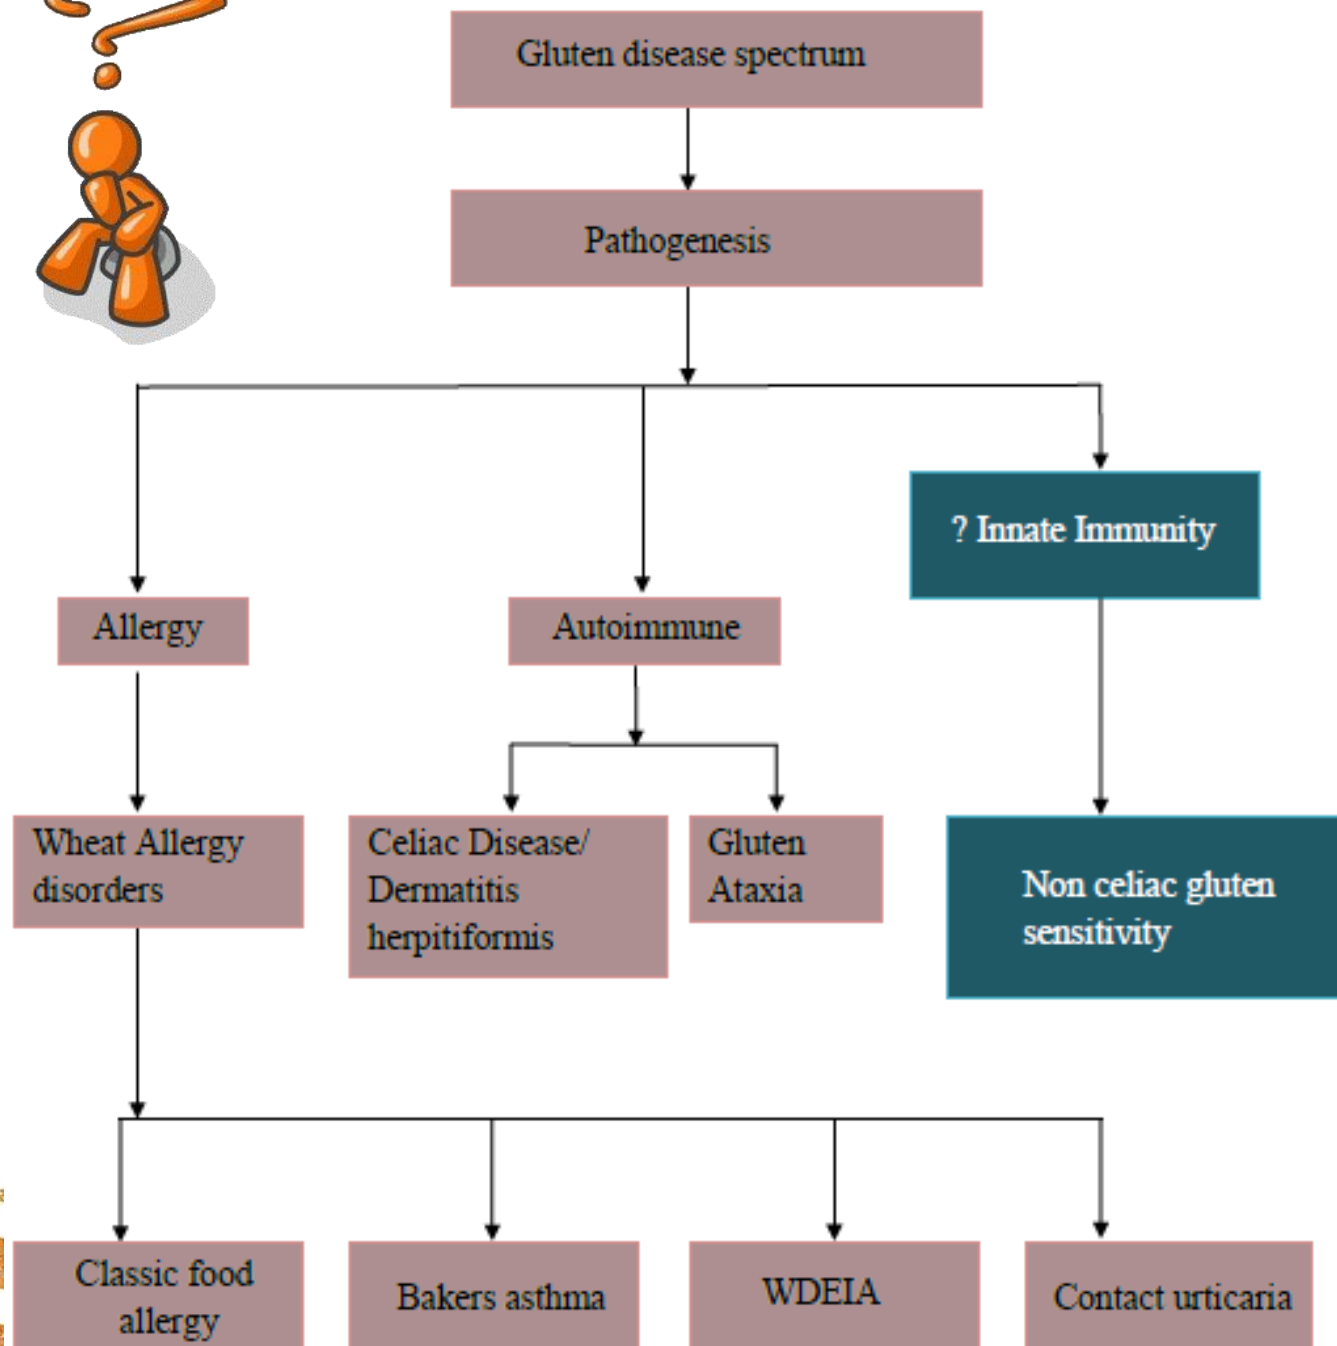 Gluten disease spectrum
Pathogenesis
? Innate Immunity
Allergy
Autoimmune
Wheat Allergy
disorders
Celiac Disease/
Dermatitis
herpitiformis
Gluten
Ataxia
Non celiac gluten
sensitivity
Classic food
allergy
Bakers asthma
WDEIA
Contact urticaria